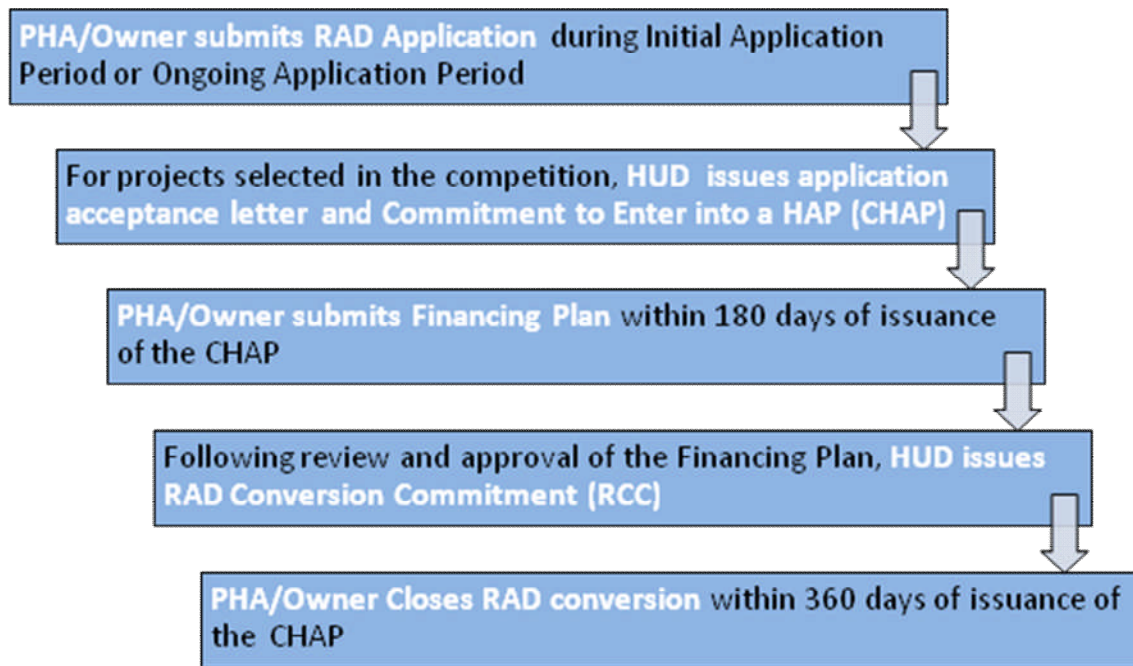 PHA/Owner submits RAD Application during Initial Application
Period or Ongoing Application Period
For projects selected in the competition, HUD issues application
acceptance letter and Commitment to Enter into a HAP (CHAP)
PHA/Owner submits Financing Plan within 180 days of issuance
of the CHAP
Following review and approval of the Financing Plan, HUD issues
RAD Conversion Commitment (RCC)
PHA/Owner Closes RAD conversion within 360 days of issuance of
the CHAP